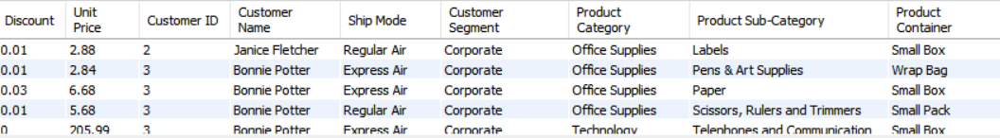 Discount Unit Price Customer ID Customer Name Ship Mode Customer Segment Product Category Product Sub-Category Product Container
0.01 2.88 2 Janice Fletcher Regular Air Corporate Office Supplies Labels Small Box
0.01 2.84 3 Bonnie Potter Express Air Corporate Office Supplies Pens & Art Supplies Wrap Bag
0.03 6.68 3 Bonnie Potter Express Air Corporate Office Supplies Paper Small Box
0.01 5.68 3 Bonnie Potter Regular Air Corporate Office Supplies Scissors, Rulers and Trimmers Small Pack
0 205.99 3 Bonnie Potter Express Air Corporate Technology Telephones and Communication Small Box